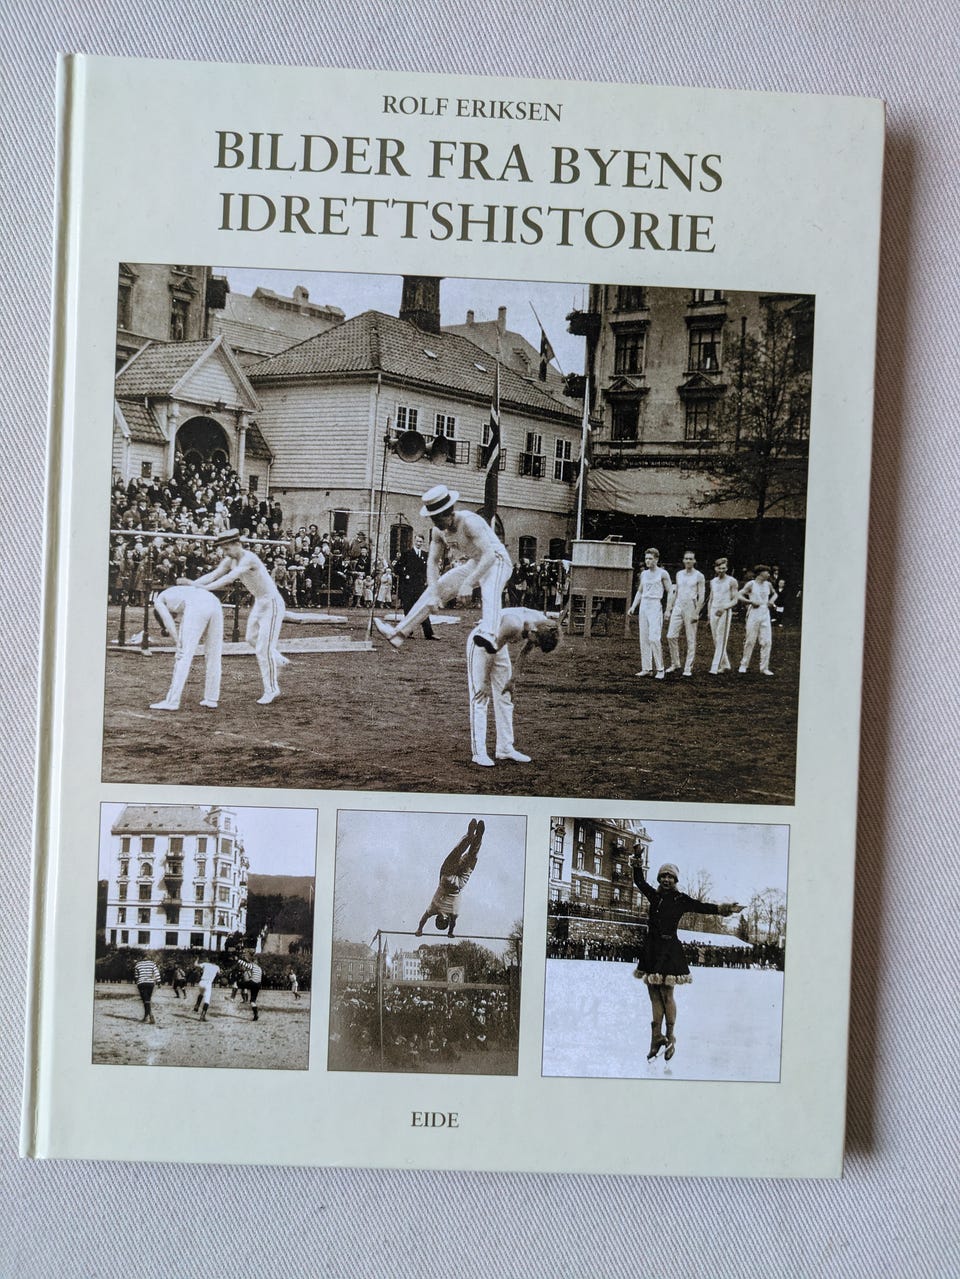 ROLF ERIKSEN
BILDER FRA BYENS
IDRETTSHISTORIE
EIDE